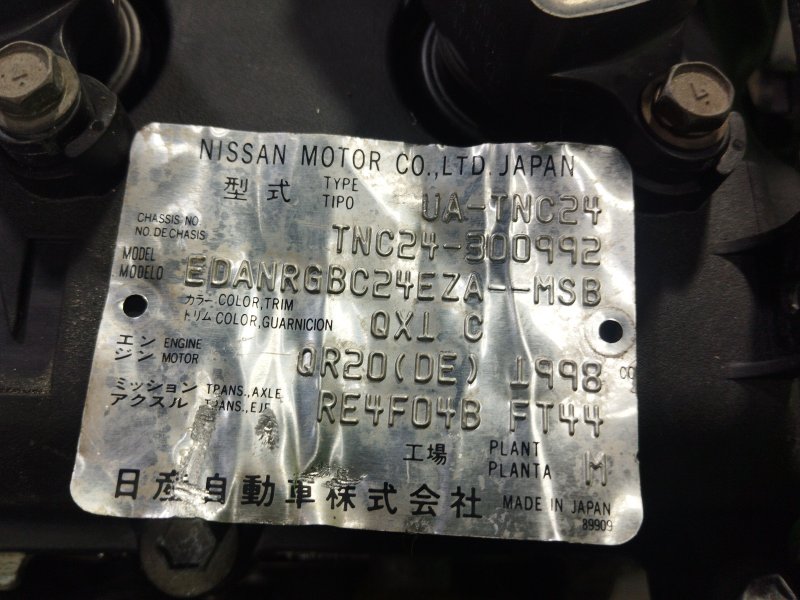 NISSAN MOTOR CO.,LTD. JAPAN
型式 TYPE TIPO UA-TNC24
CHASSIS NO NO. DE CHASIS TNC24-300992
MODEL MODELO EDANRGBC24EZA--MSB
カラー COLOR,TRIM
トリム COLOR,GUARNICION QX1 C
エンジン ENGINE MOTOR QR20(DE) 1998 CC
ミッション TRANS.,AXLE
アクスル TRANS.,EJE RE4F04B FT44
工場 PLANT PLANTA M
日産自動車株式会社 MADE IN JAPAN
89909